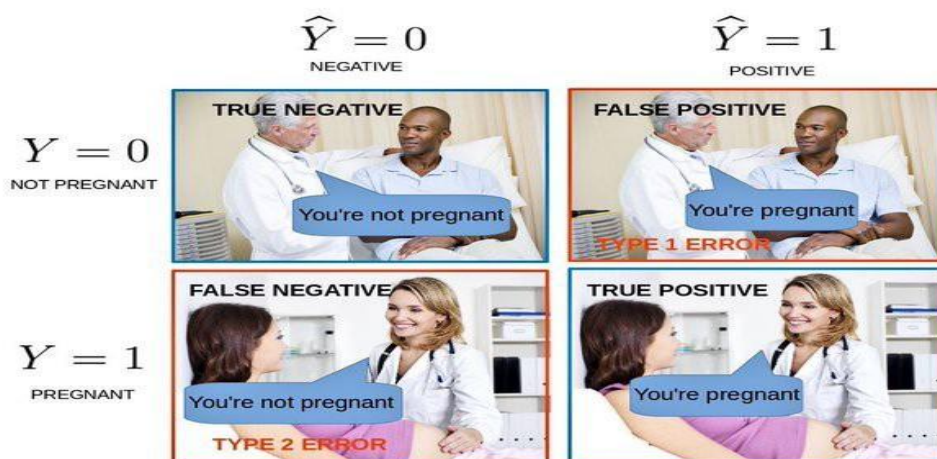 Ŷ = 0
NEGATIVE
Ŷ = 1
POSITIVE
Y = 0
NOT PREGNANT
TRUE NEGATIVE
You're not pregnant
FALSE POSITIVE
You're pregnant
TYPE 1 ERROR
Y = 1
PREGNANT
FALSE NEGATIVE
You're not pregnant
TYPE 2 ERROR
TRUE POSITIVE
You're pregnant